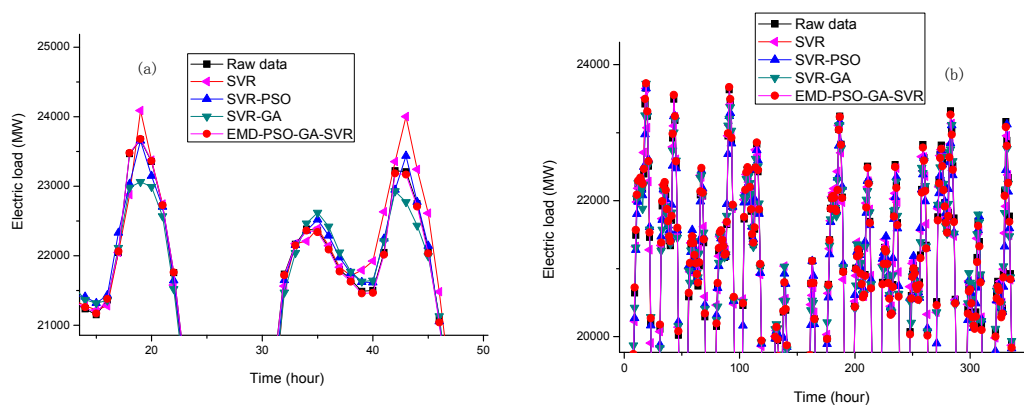 (a)
Raw data
SVR
SVR-PSO
SVR-GA
EMD-PSO-GA-SVR
Electric load (MW)
25000
24000
23000
22000
21000
20
30
40
50
Time (hour)
(b)
Raw data
SVR
SVR-PSO
SVR-GA
EMD-PSO-GA-SVR
Electric load (MW)
24000
22000
20000
0
100
200
300
Time (hour)